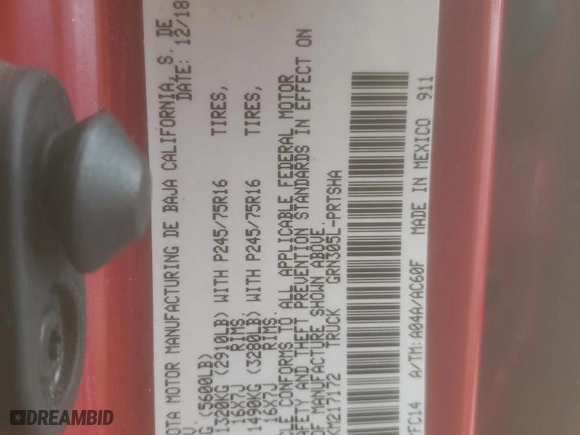 OTA MOTOR MANUFACTURING DE BAJA CALIFORNIA, S. DE
DATE: 12/18
G (5600LB)
1320KG (2910LB) WITH P245/75R16 TIRES,
16X7J RIMS
1490KG (3280LB) WITH P245/75R16 TIRES,
16X7J RIMS.
CLE CONFORMS TO ALL APPLICABLE FEDERAL MOTOR
AFETY AND THEFT PREVENTION STANDARDS IN EFFECT ON
OF MANUFACTURE SHOWN ABOVE.
KM217172 TRUCK GRN305L-PRTSHA
FC14 A/TM: A04A/AC60F MADE IN MEXICO 911
DREAMBID